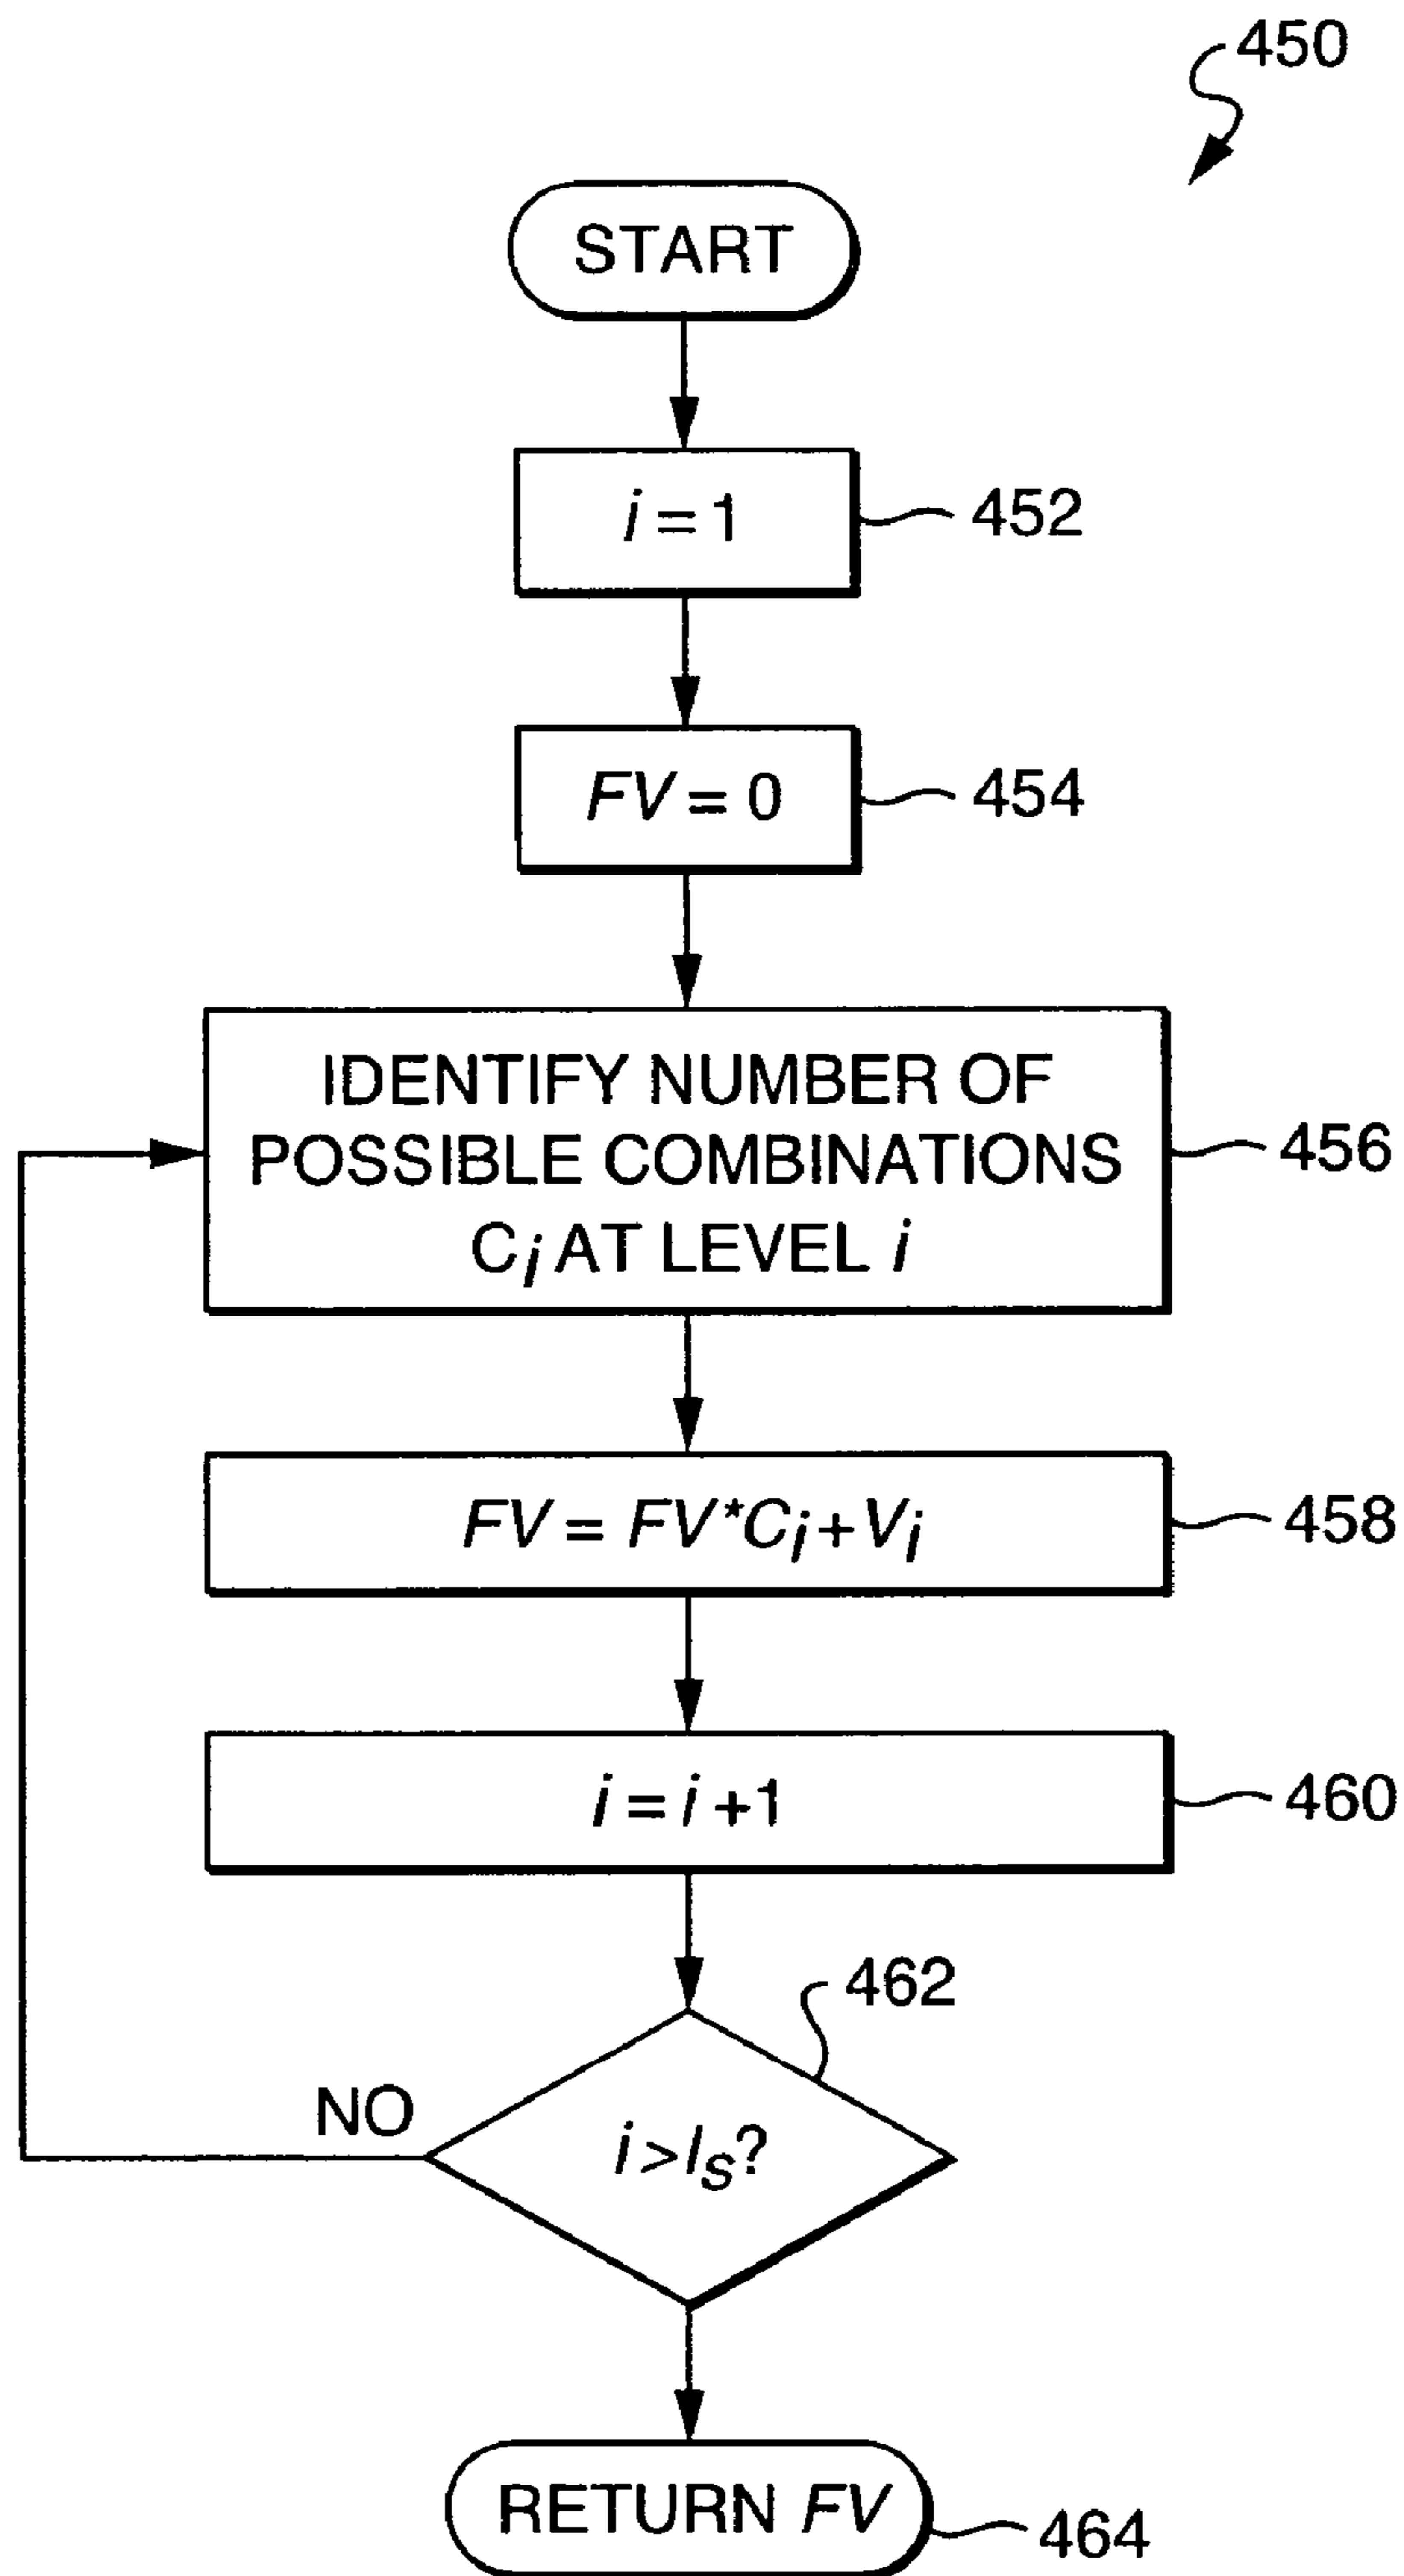 450
START
i = 1
452
FV = 0
454
IDENTIFY NUMBER OF
POSSIBLE COMBINATIONS
Ci AT LEVEL i
456
FV = FV*Ci+Vi
458
i = i +1
460
462
NO
i >ls?
RETURN FV
464